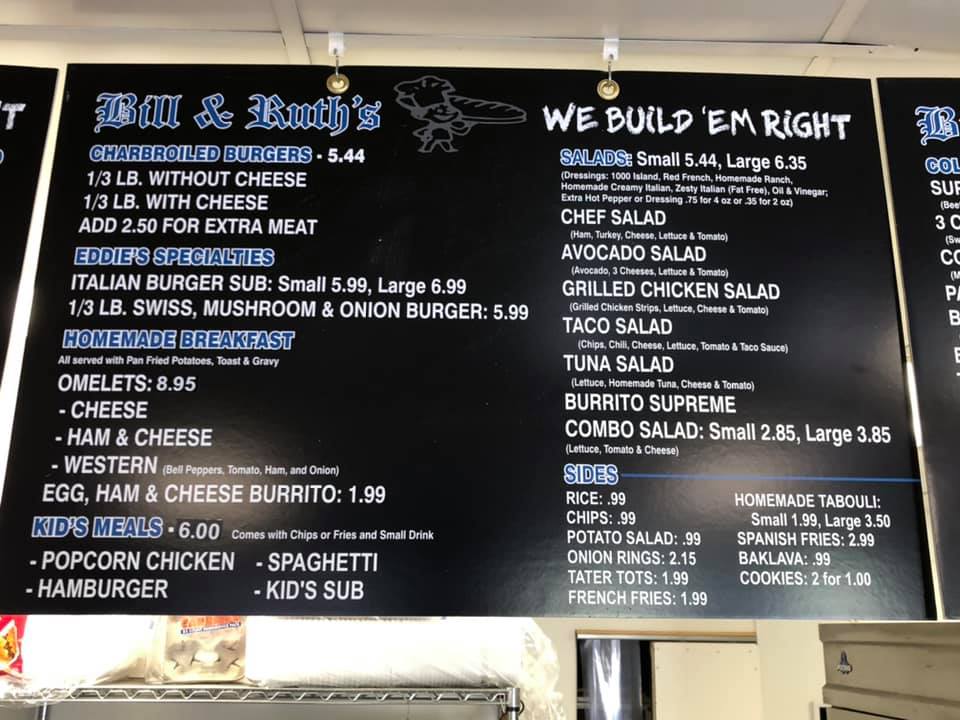 Bill & Ruth's
WE BUILD 'EM RIGHT
CHARBROILED BURGERS - 5.44
1/3 LB. WITHOUT CHEESE
1/3 LB. WITH CHEESE
ADD 2.50 FOR EXTRA MEAT
EDDIE'S SPECIALTIES
ITALIAN BURGER SUB: Small 5.99, Large 6.99
1/3 LB. SWISS, MUSHROOM & ONION BURGER: 5.99
HOMEMADE BREAKFAST
All served with Pan Fried Potatoes, Toast & Gravy
OMELETS: 8.95
- CHEESE
- HAM & CHEESE
- WESTERN (Bell Peppers, Tomato, Ham, and Onion)
EGG, HAM & CHEESE BURRITO: 1.99
KID'S MEALS - 6.00 Comes with Chips or Fries and Small Drink
- POPCORN CHICKEN - SPAGHETTI
- HAMBURGER - KID'S SUB
SALADS: Small 5.44, Large 6.35
(Dressings: 1000 Island, Red French, Homemade Ranch,
Homemade Creamy Italian, Zesty Italian (Fat Free), Oil & Vinegar;
Extra Hot Pepper or Dressing .75 for 4 oz or .35 for 2 oz)
CHEF SALAD
(Ham, Turkey, Cheese, Lettuce & Tomato)
AVOCADO SALAD
(Avocado, 3 Cheeses, Lettuce & Tomato)
GRILLED CHICKEN SALAD
(Grilled Chicken Strips, Lettuce, Cheese & Tomato)
TACO SALAD
(Chips, Chili, Cheese, Lettuce, Tomato & Taco Sauce)
TUNA SALAD
(Lettuce, Homemade Tuna, Cheese & Tomato)
BURRITO SUPREME
COMBO SALAD: Small 2.85, Large 3.85
(Lettuce, Tomato & Cheese)
SIDES
RICE: .99
CHIPS: .99
POTATO SALAD: .99
ONION RINGS: 2.15
TATER TOTS: 1.99
FRENCH FRIES: 1.99
HOMEMADE TABOULI:
Small 1.99, Large 3.50
SPANISH FRIES: 2.99
BAKLAVA: .99
COOKIES: 2 for 1.00